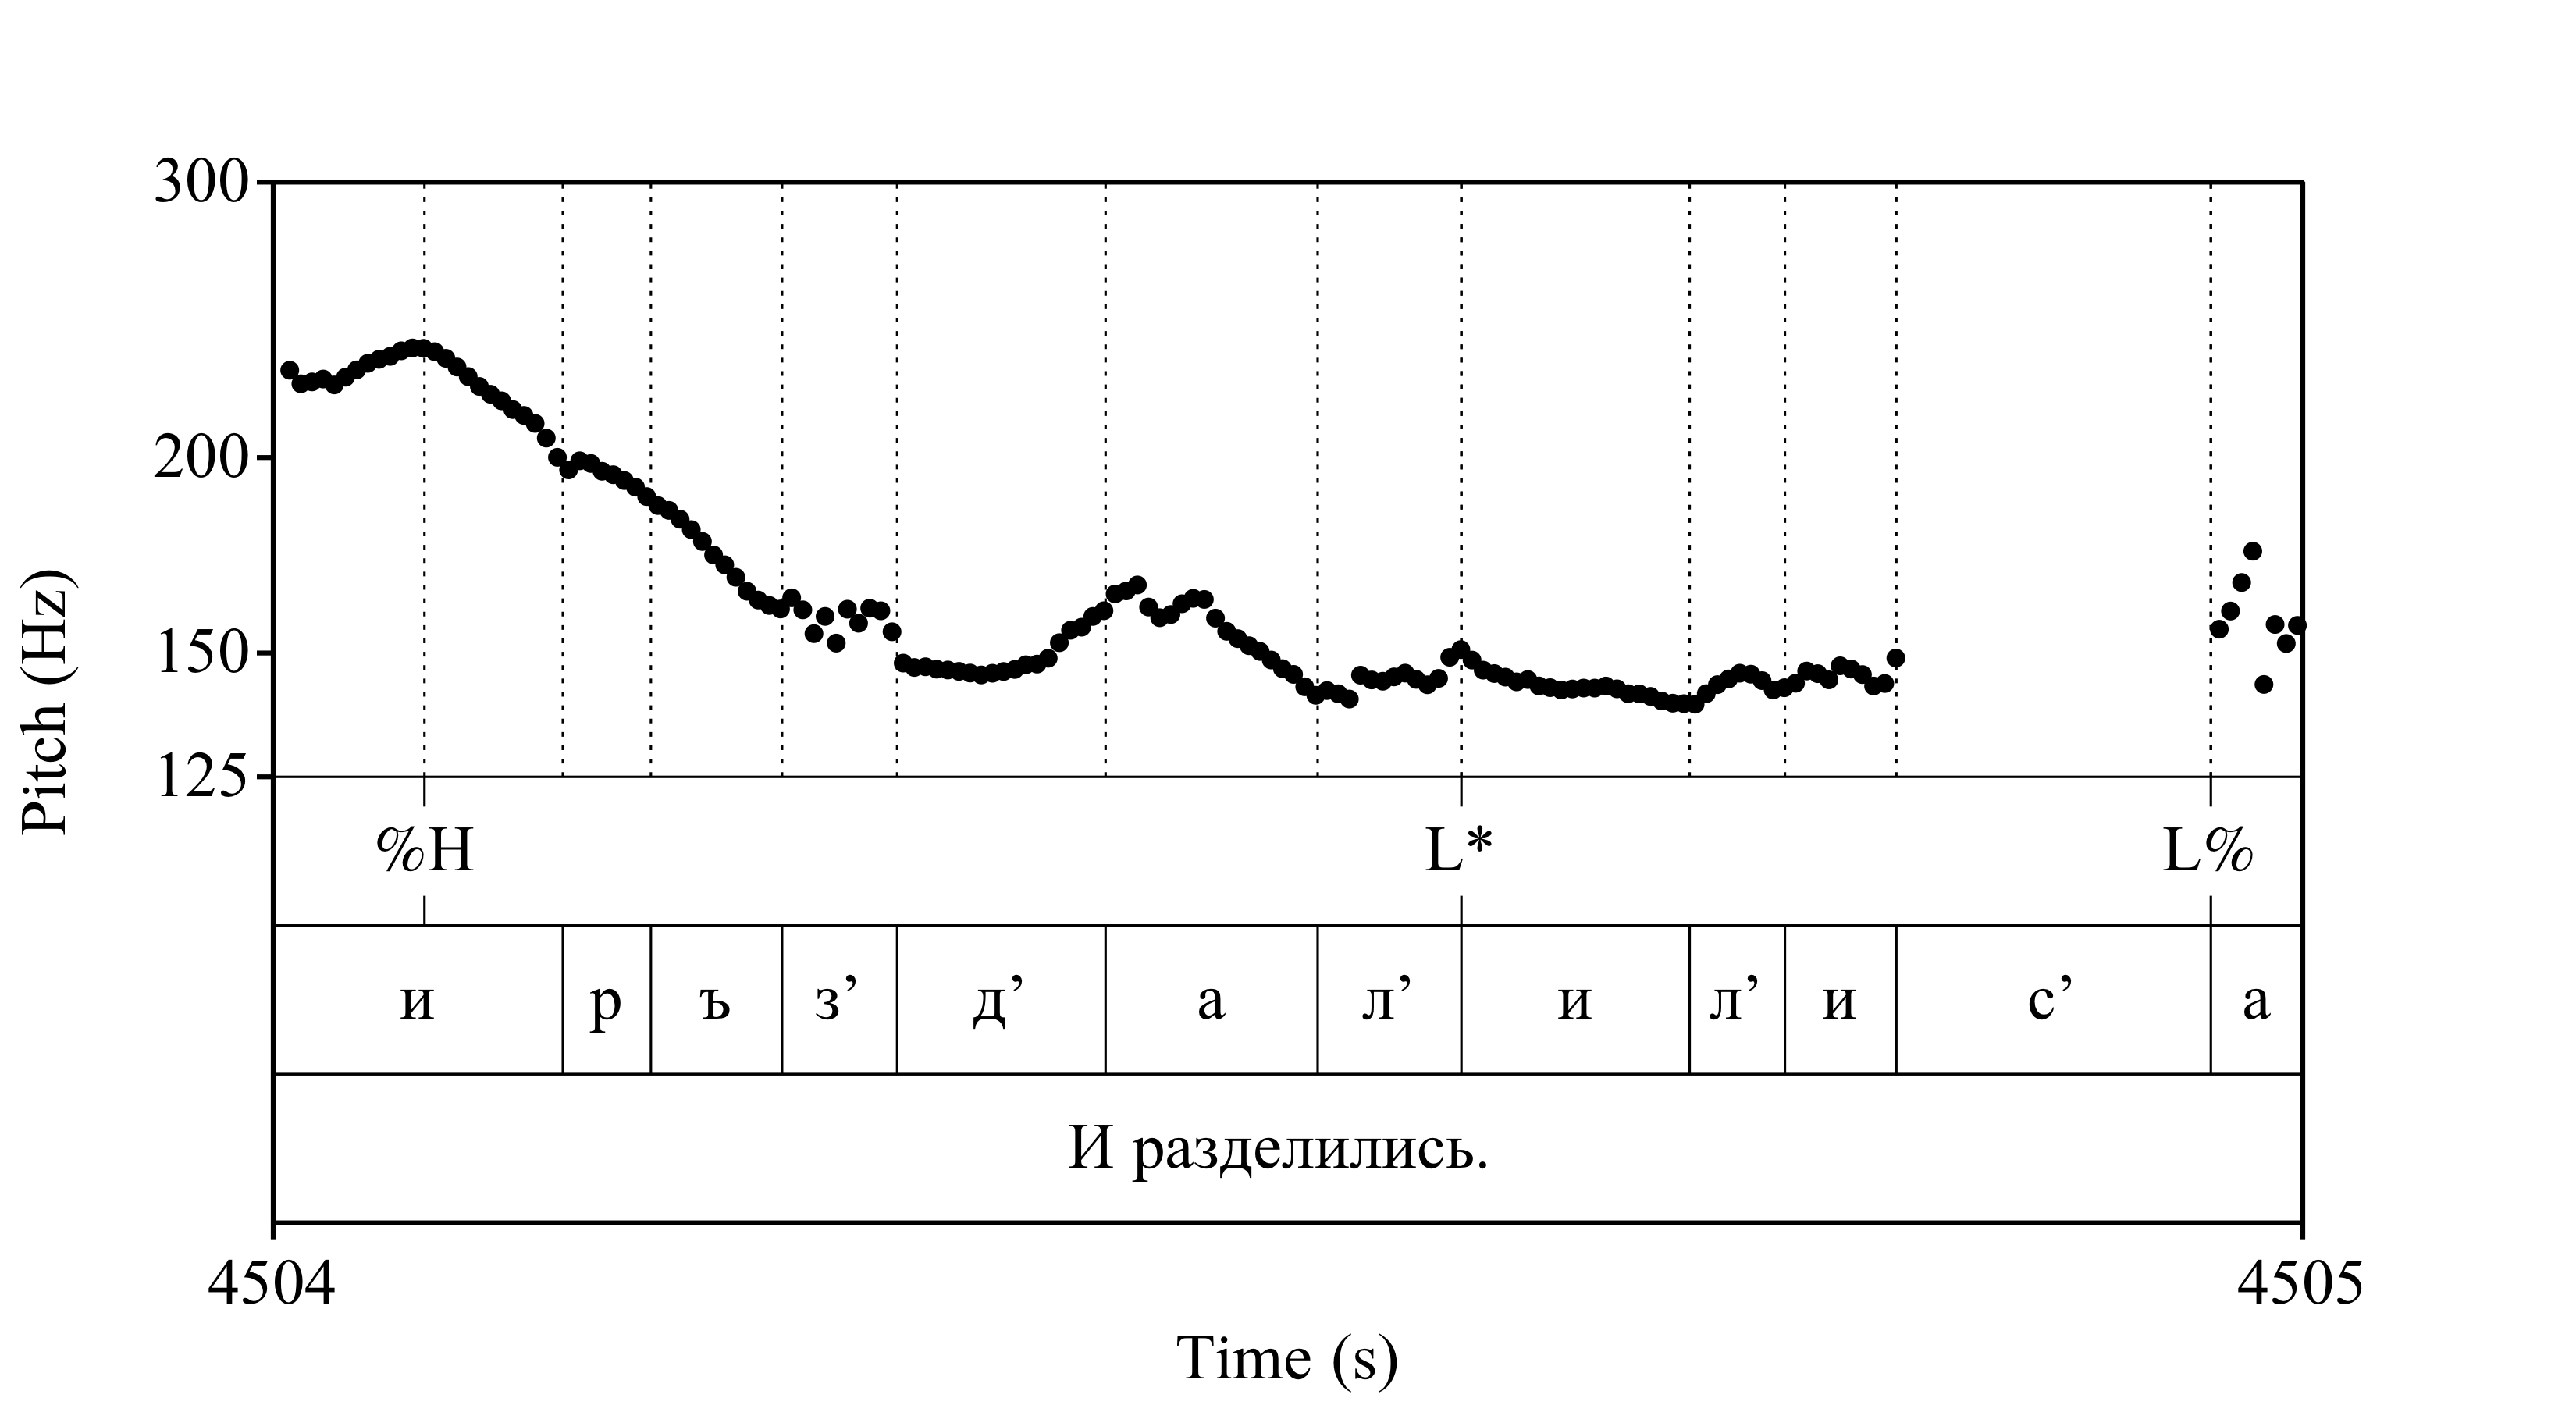 300
200
150
125
Pitch (Hz)
%H L* L%
и р ъ з’ д’ а л’ и л’ и с’ а
И разделились.
4504 4505
Time (s)